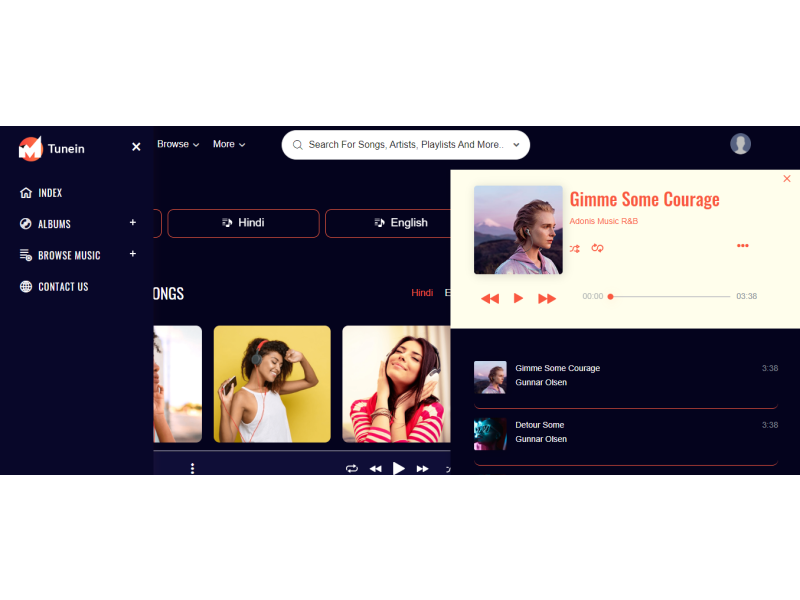 Tunein
Browse
More
Search For Songs, Artists, Playlists And More..
INDEX
ALBUMS
+
BROWSE MUSIC
+
CONTACT US
Hindi
English
ONGS
Hindi
E
Gimme Some Courage
Adonis Music R&B
00:00
03:38
Gimme Some Courage
3:38
Gunnar Olsen
Detour Some
3:38
Gunnar Olsen